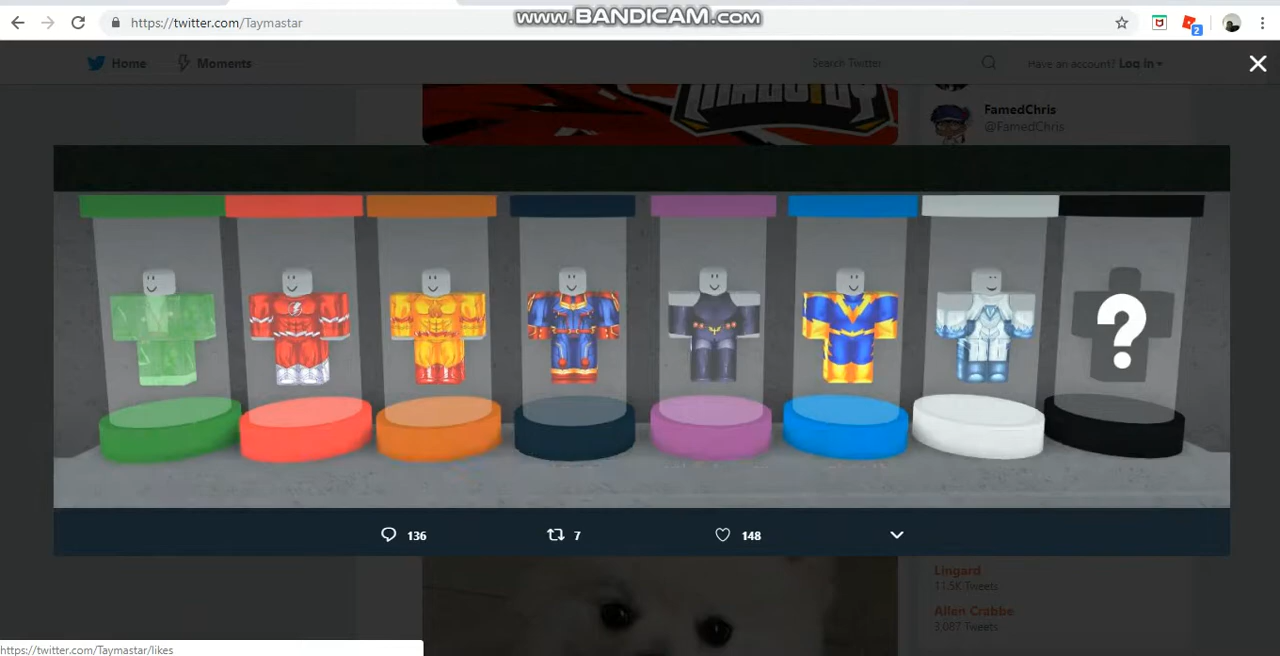 https://twitter.com/Taymastar
www.BANDICAM.com
2
Home
Moments
Search Twitter
Have an account? Log in
FamedChris
@FamedChris
?
136
7
148
Lingard
11.5K Tweets
Allen Crabbe
3,087 Tweets
https://twitter.com/Taymastar/likes